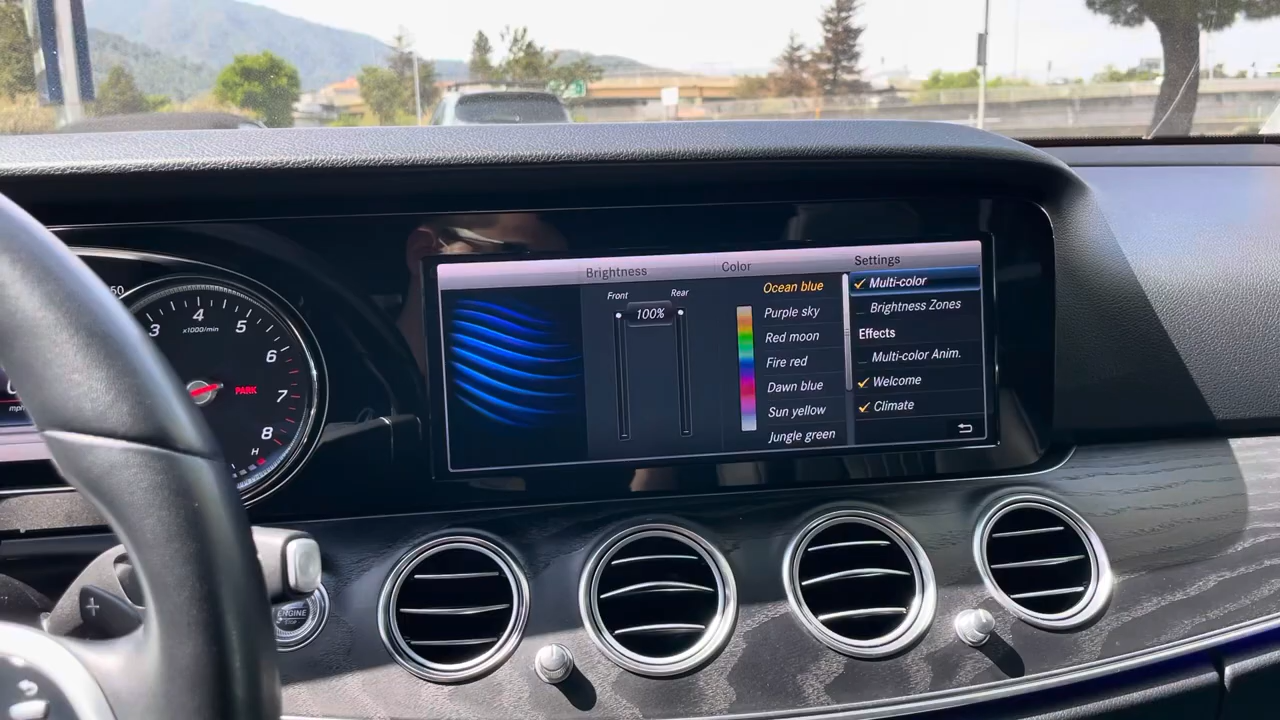 Brightness
Color
Settings
Front
Rear
100%
Ocean blue
Purple sky
Red moon
Fire red
Dawn blue
Sun yellow
Jungle green
Multi-color
Brightness Zones
Effects
Multi-color Anim.
Welcome
Climate
50
3
4
5
6
7
8
x1000/min
PARK
H
mph
+
ENGINE